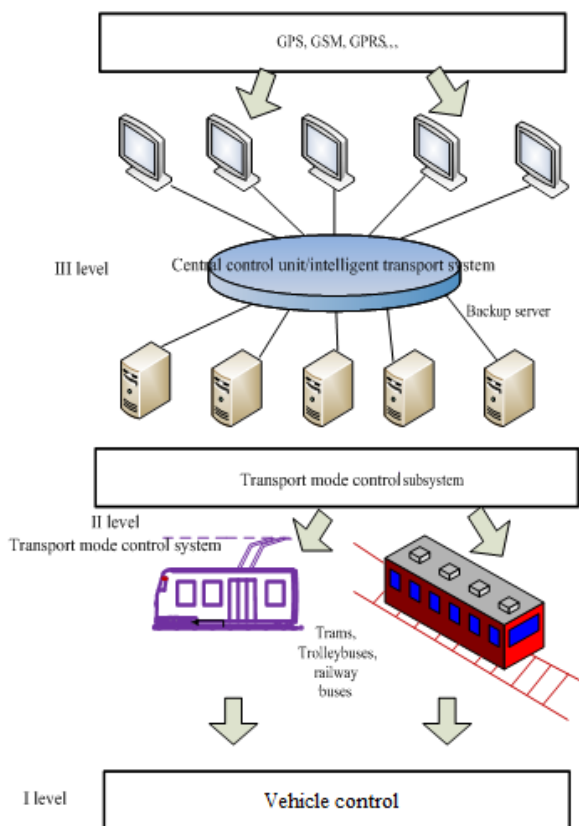 GPS, GSM, GPRS,,,
Central control unit/intelligent transport system
III level
Backup server
Transport mode control subsystem
II level
Transport mode control system
Trams,
Trolleybuses,
railway
buses
I level
Vehicle control